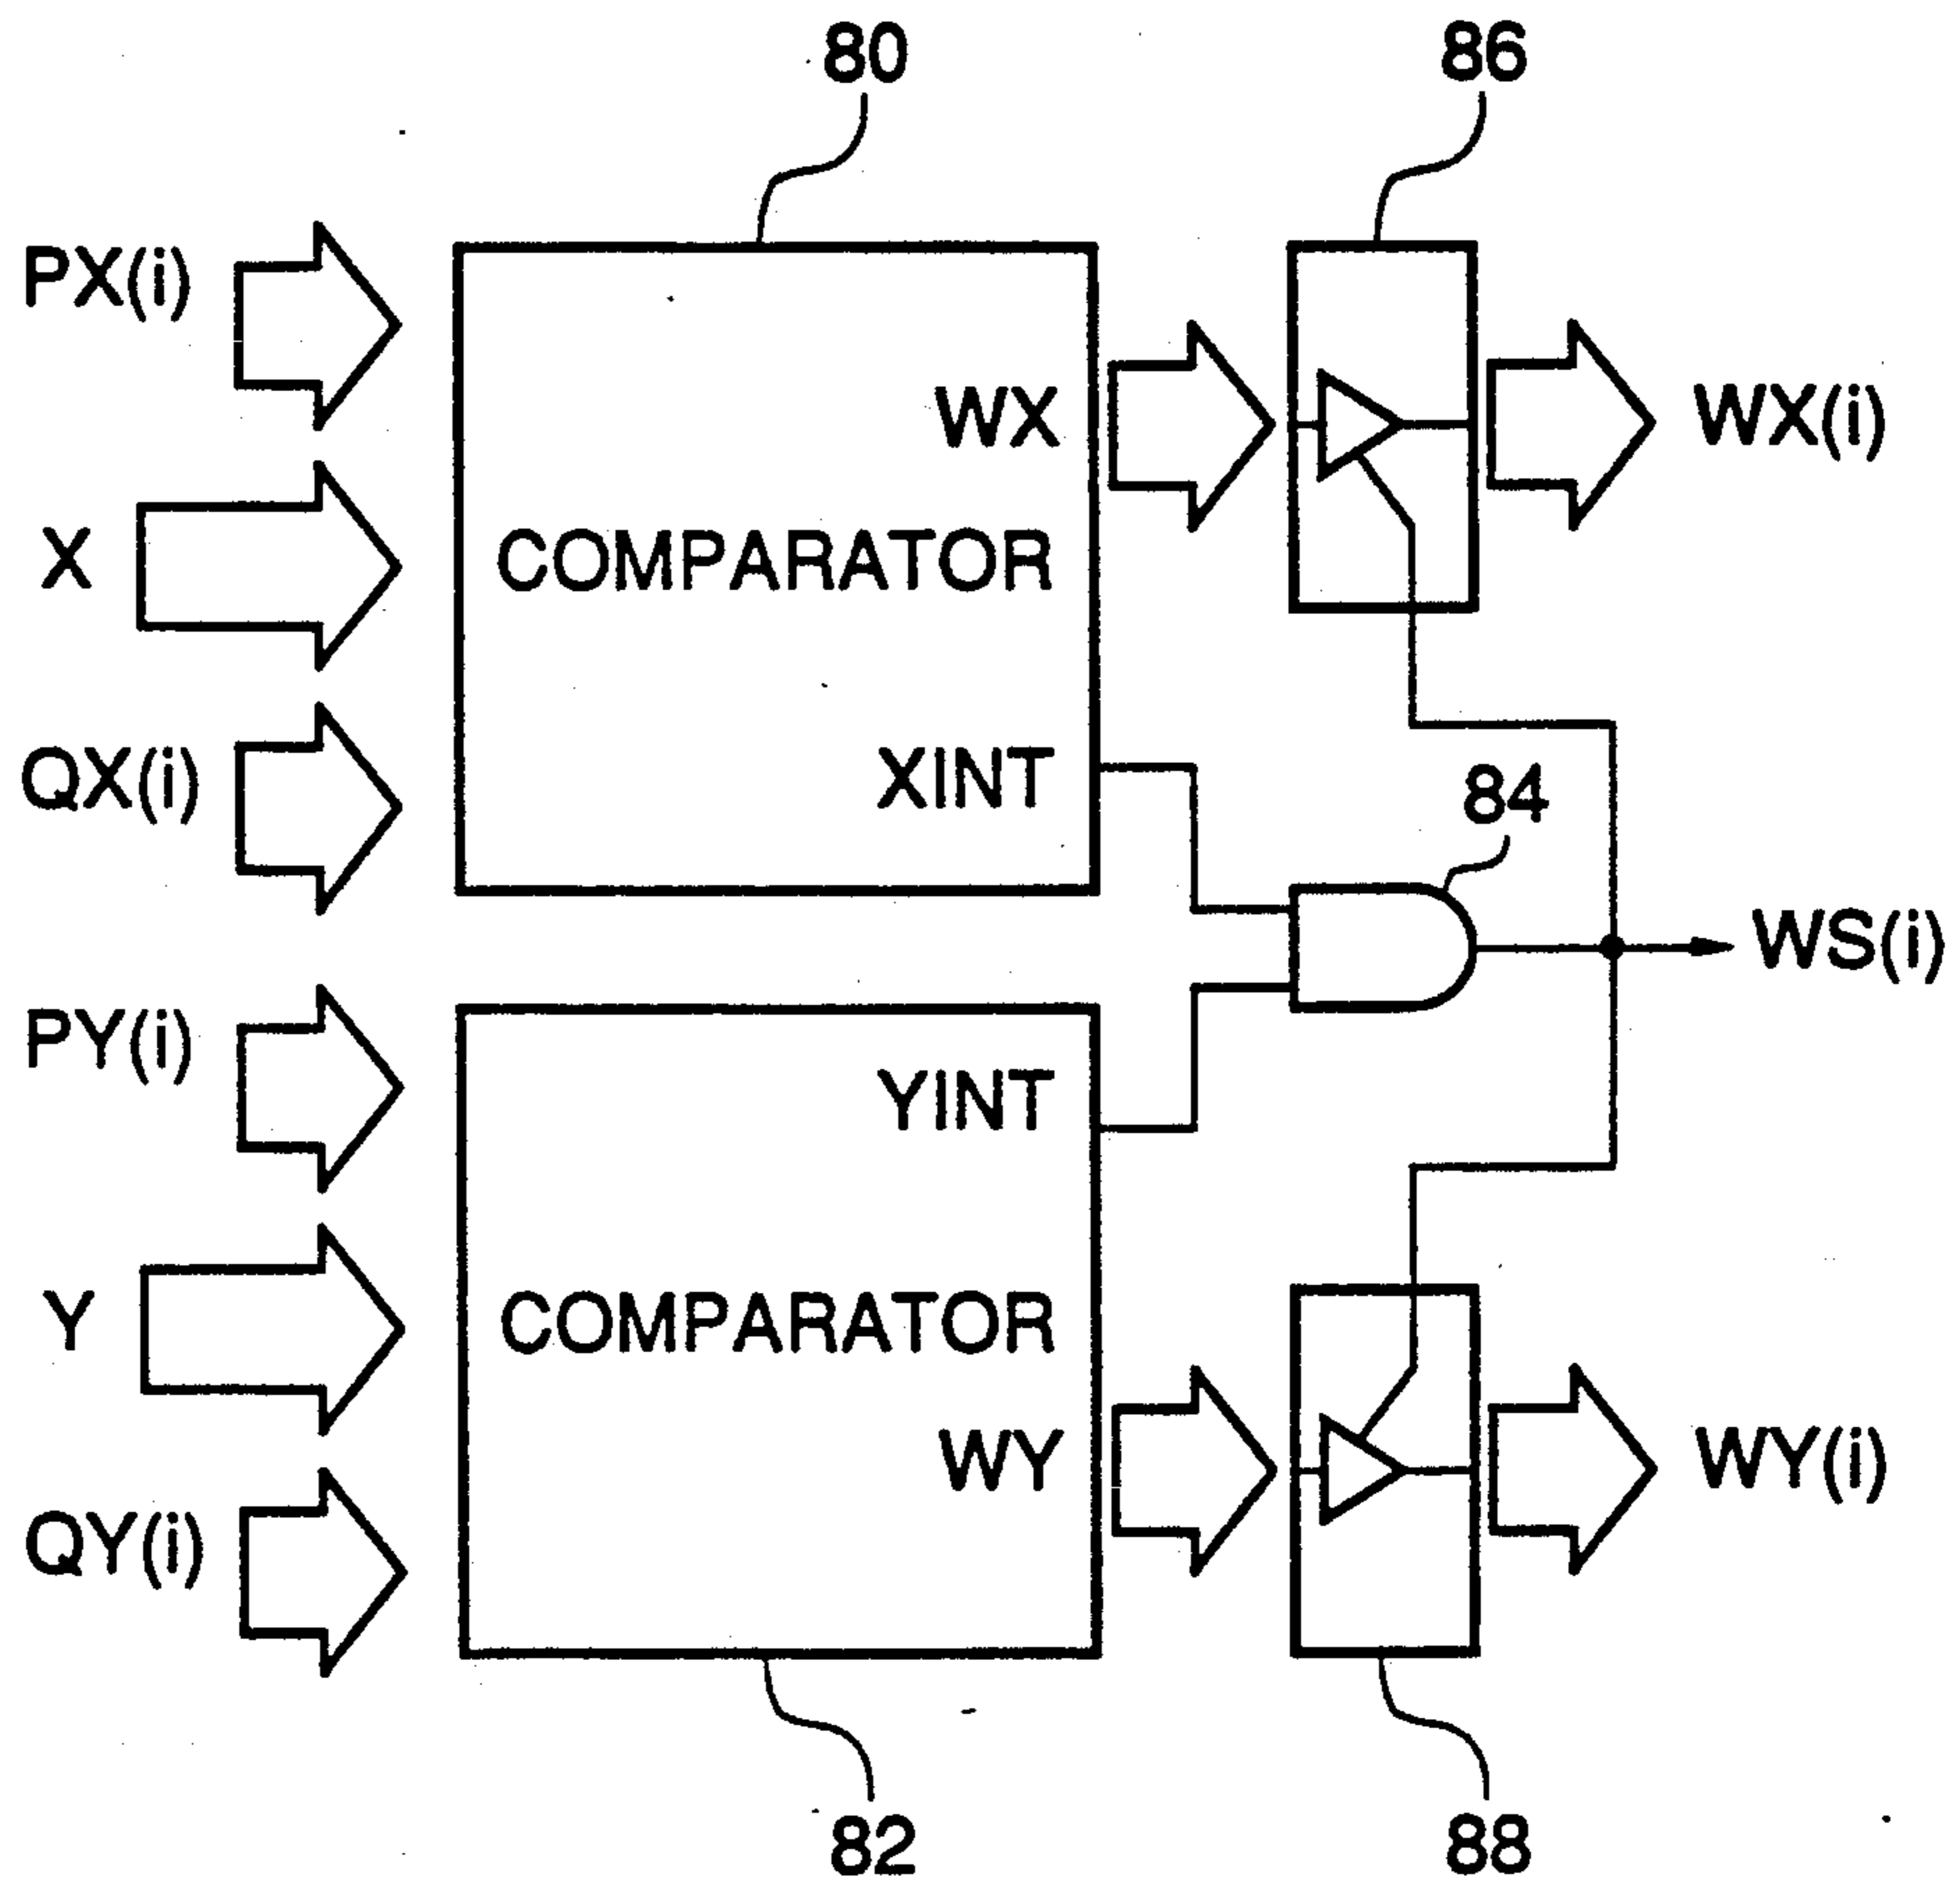 80
86
PX(i)
WX
WX(i)
X
COMPARATOR
QX(i)
XINT
84
WS(i)
PY(i)
YINT
Y
COMPARATOR
WY
WY(i)
QY(i)
82
88